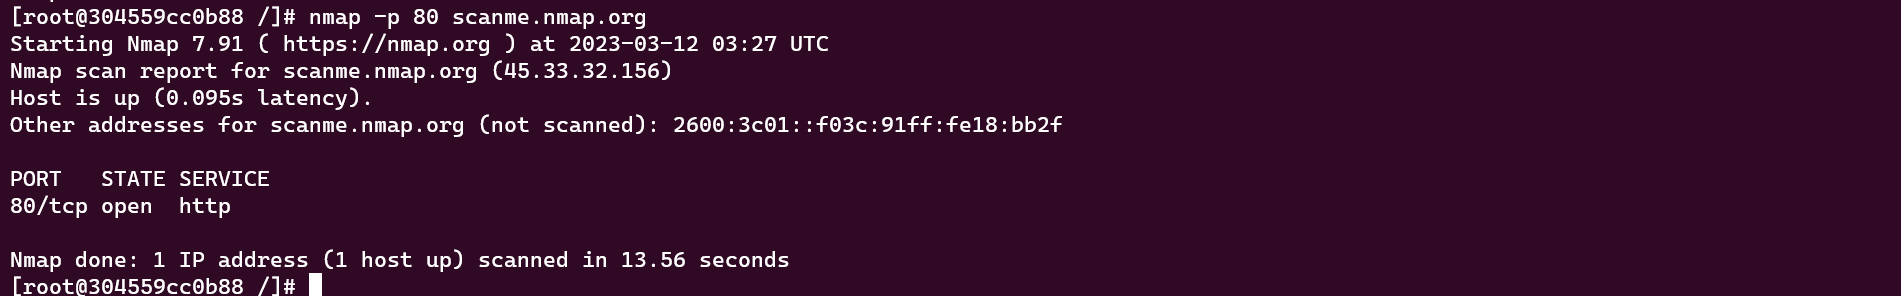 [root@304559cc0b88 /]# nmap -p 80 scanme.nmap.org
Starting Nmap 7.91 ( https://nmap.org ) at 2023-03-12 03:27 UTC
Nmap scan report for scanme.nmap.org (45.33.32.156)
Host is up (0.095s latency).
Other addresses for scanme.nmap.org (not scanned): 2600:3c01::f03c:91ff:fe18:bb2f

PORT   STATE SERVICE
80/tcp open  http

Nmap done: 1 IP address (1 host up) scanned in 13.56 seconds
[root@304559cc0b88 /]#